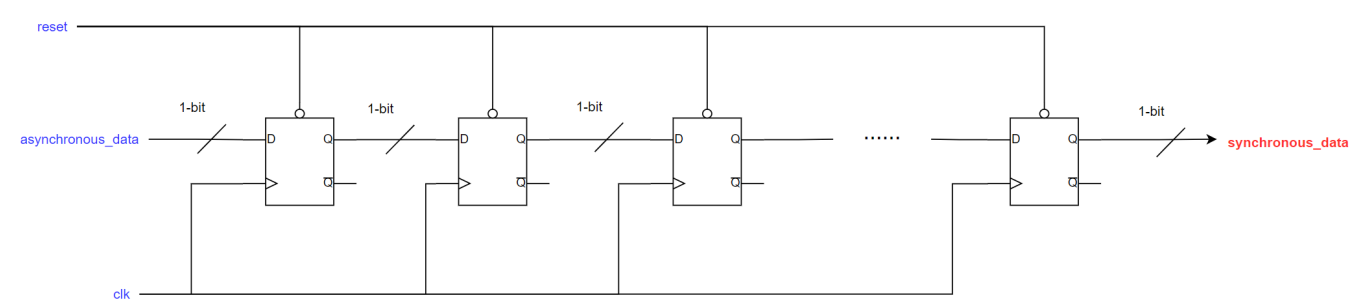 reset
1-bit
1-bit
1-bit
1-bit
asynchronous_data
D
Q
D
Q
D
Q
......
D
Q
synchronous_data
Q̅
Q̅
Q̅
Q̅
clk